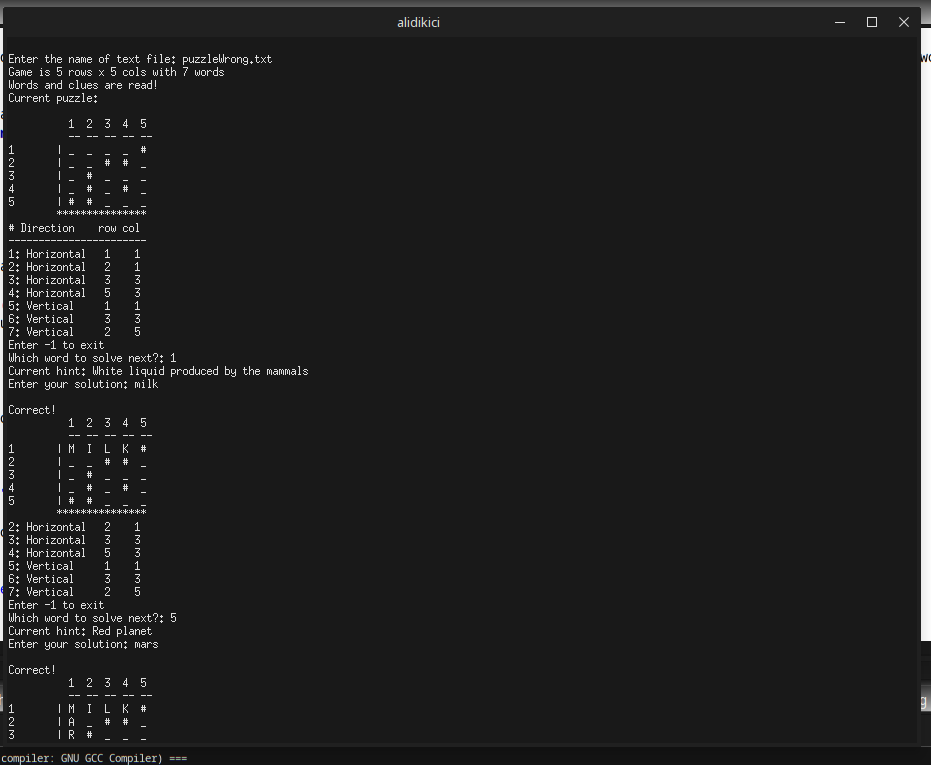 alidikici
Enter the name of text file: puzzleWrong.txt
Game is 5 rows x 5 cols with 7 words
Words and clues are read!
Current puzzle:
1 2 3 4 5
-- -- -- -- --
1 | _ _ _ _ #
2 | _ _ # # _
3 | _ # _ _ _
4 | _ # _ # _
5 | # # _ _ _
***************
# Direction row col
-----------------------
1: Horizontal 1 1
2: Horizontal 2 1
3: Horizontal 3 3
4: Horizontal 5 3
5: Vertical 1 1
6: Vertical 3 3
7: Vertical 2 5
Enter -1 to exit
Which word to solve next?: 1
Current hint: White liquid produced by the mammals
Enter your solution: milk
Correct!
1 2 3 4 5
-- -- -- -- --
1 | M I L K #
2 | _ _ # # _
3 | _ # _ _ _
4 | _ # _ # _
5 | # # _ _ _
***************
2: Horizontal 2 1
3: Horizontal 3 3
4: Horizontal 5 3
5: Vertical 1 1
6: Vertical 3 3
7: Vertical 2 5
Enter -1 to exit
Which word to solve next?: 5
Current hint: Red planet
Enter your solution: mars
Correct!
1 2 3 4 5
-- -- -- -- --
1 | M I L K #
2 | A _ # # _
3 | R # _ _ _
compiler: GNU GCC Compiler) ===